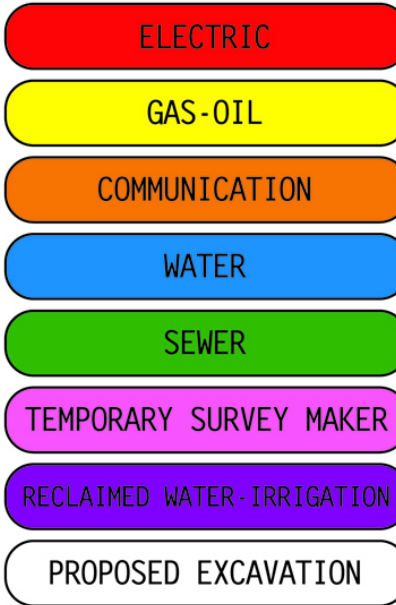 ELECTRIC
GAS-OIL
COMMUNICATION
WATER
SEWER
TEMPORARY SURVEY MAKER
RECLAIMED WATER-IRRIGATION
PROPOSED EXCAVATION